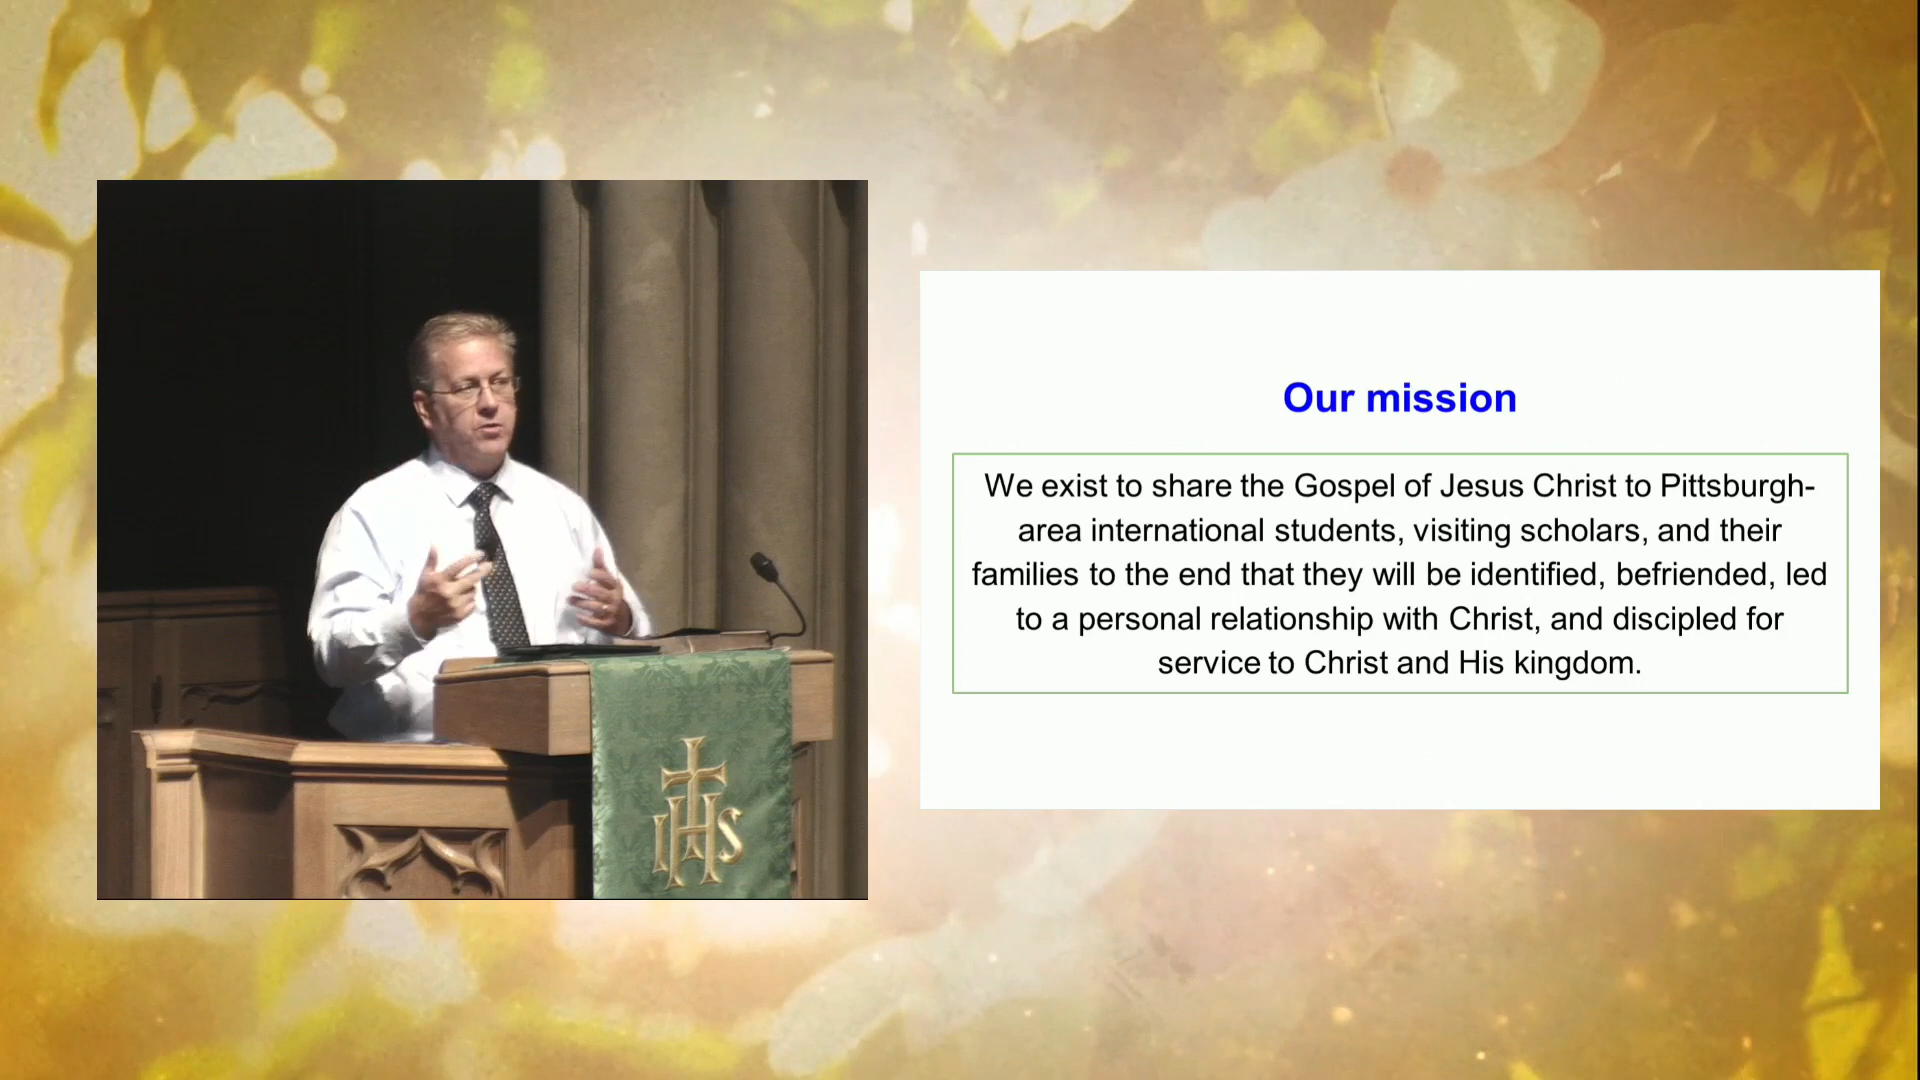 Our mission
We exist to share the Gospel of Jesus Christ to Pittsburgh-
area international students, visiting scholars, and their
families to the end that they will be identified, befriended, led
to a personal relationship with Christ, and discipled for
service to Christ and His kingdom.
IHS